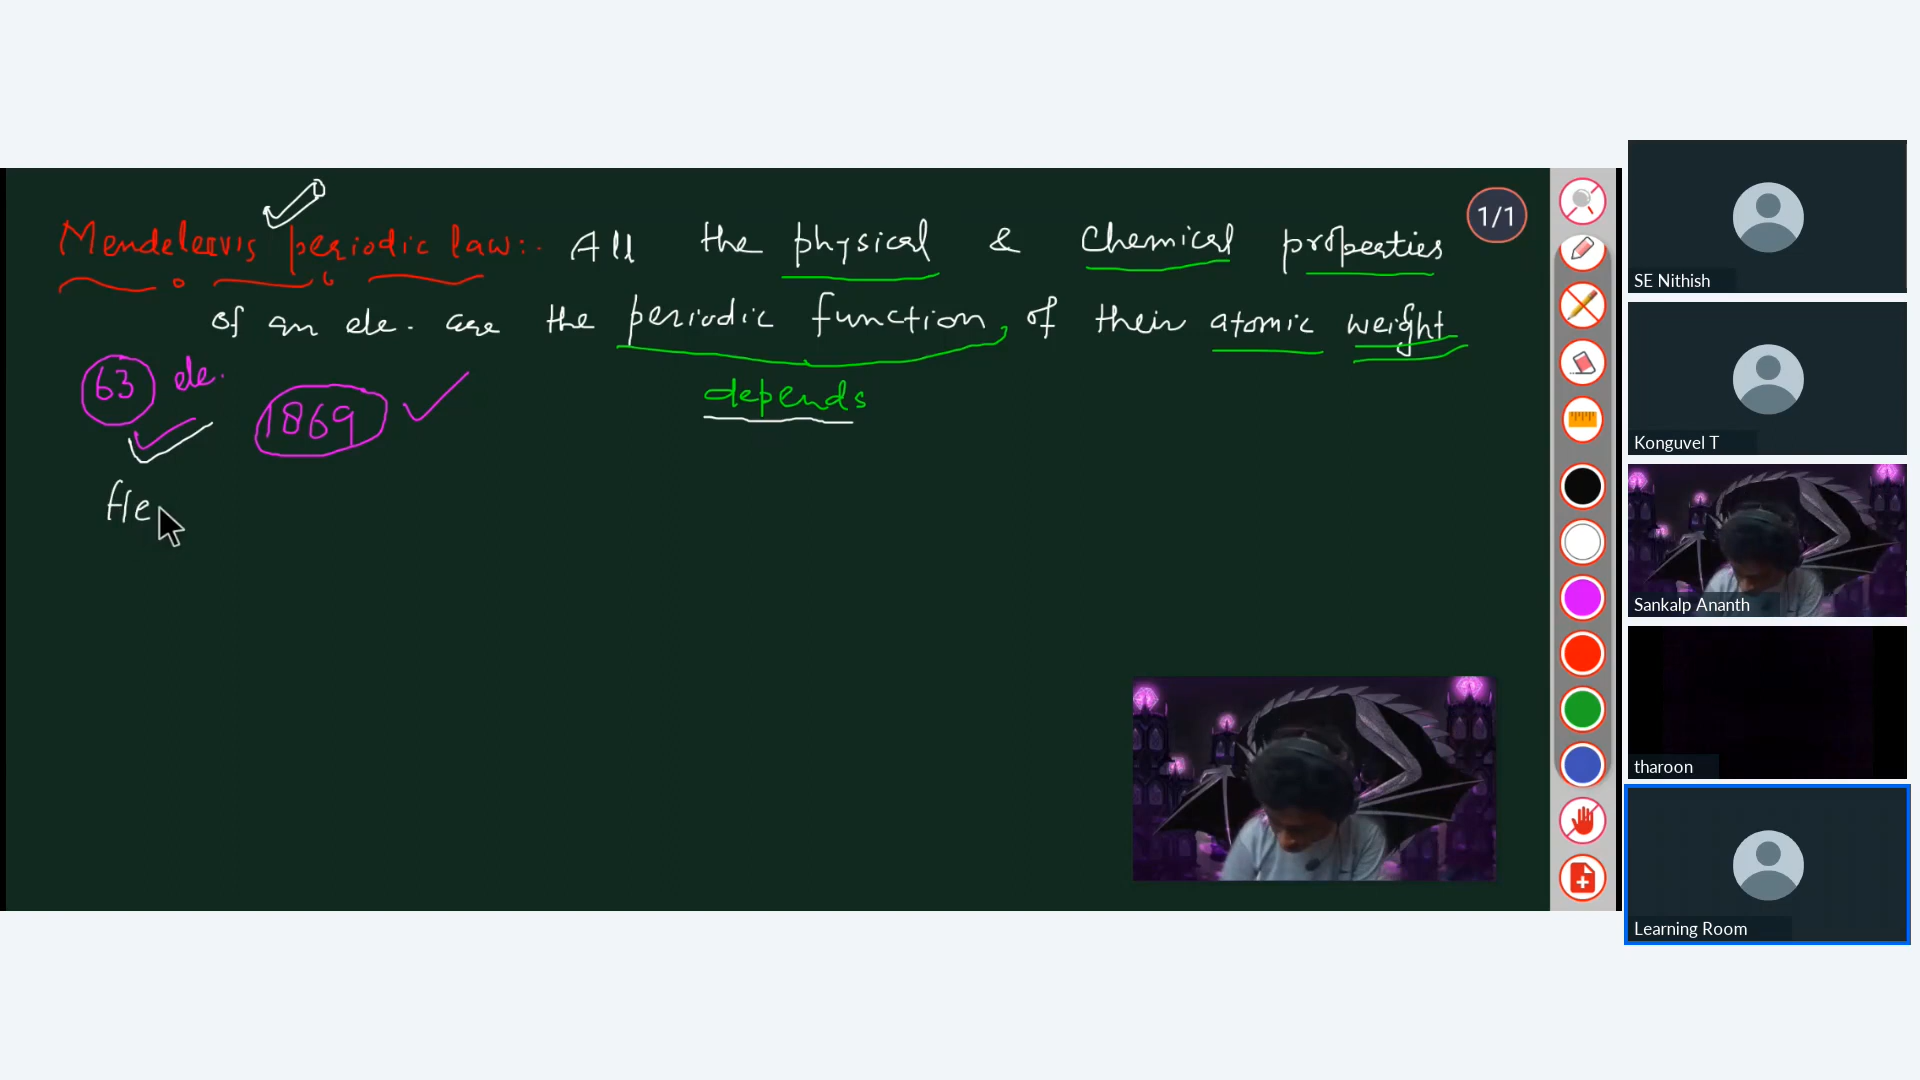 Mendeleevis periodic law:- All the physical & Chemical properties
of an ele. are the periodic function, of their atomic weight
63 ele.
1869
depends
He
1/1
SE Nithish
Konguvel T
Sankalp Ananth
tharoon
Learning Room